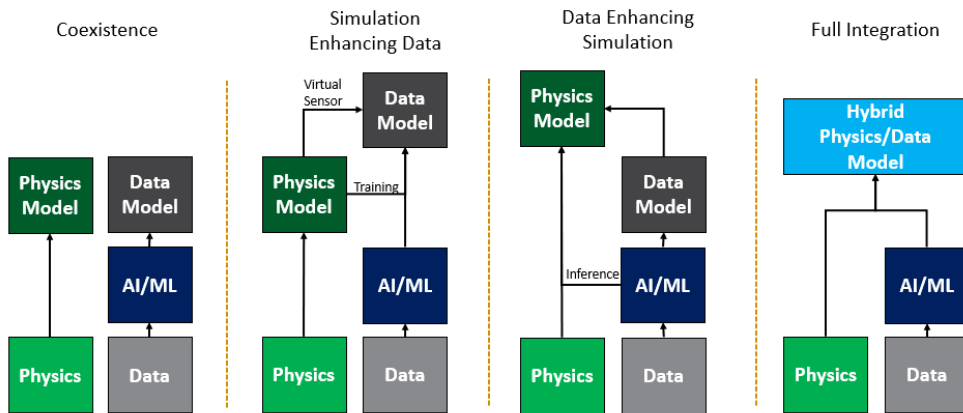 Coexistence
Physics
Model
Data
Model
AI/ML
Physics
Data
Simulation
Enhancing Data
Virtual
Sensor
Data
Model
Physics
Model
Training
AI/ML
Physics
Data
Data Enhancing
Simulation
Physics
Model
Data
Model
Inference
AI/ML
Physics
Data
Full Integration
Hybrid
Physics/Data
Model
AI/ML
Physics
Data